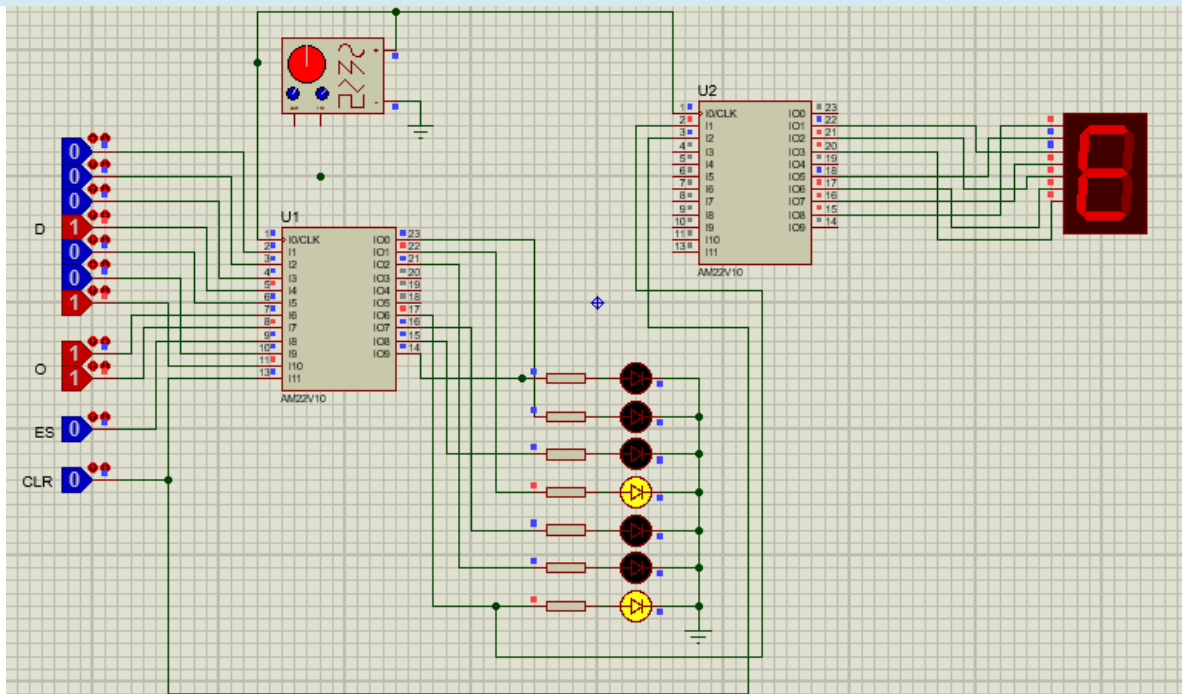 U2
1
I0/CLK
IO0
23
2
I1
IO1
22
3
I2
IO2
21
4
I3
IO3
20
5
I4
IO4
19
6
I5
IO5
18
7
I6
IO6
17
8
I7
IO7
16
9
I8
IO8
15
10
I9
IO9
14
11
I10
13
I11
AM22V10
D
0
0
0
1
0
0
1
O
1
1
ES
0
CLR
0
U1
1
I0/CLK
IO0
23
2
I1
IO1
22
3
I2
IO2
21
4
I3
IO3
20
5
I4
IO4
19
6
I5
IO5
18
7
I6
IO6
17
8
I7
IO7
16
9
I8
IO8
15
10
I9
IO9
14
11
I10
13
I11
AM22V10
E